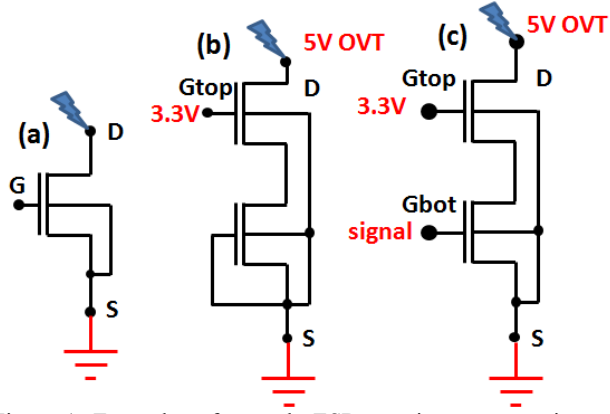 (a)
D
G
S
(b)
5V OVT
Gtop
D
3.3V
S
(c)
5V OVT
Gtop
D
3.3V
Gbot
signal
S